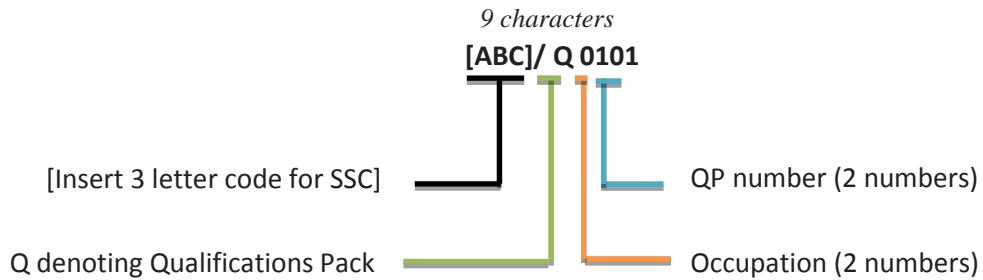 9 characters
[ABC]/ Q 0101
[Insert 3 letter code for SSC]
QP number (2 numbers)
Q denoting Qualifications Pack
Occupation (2 numbers)